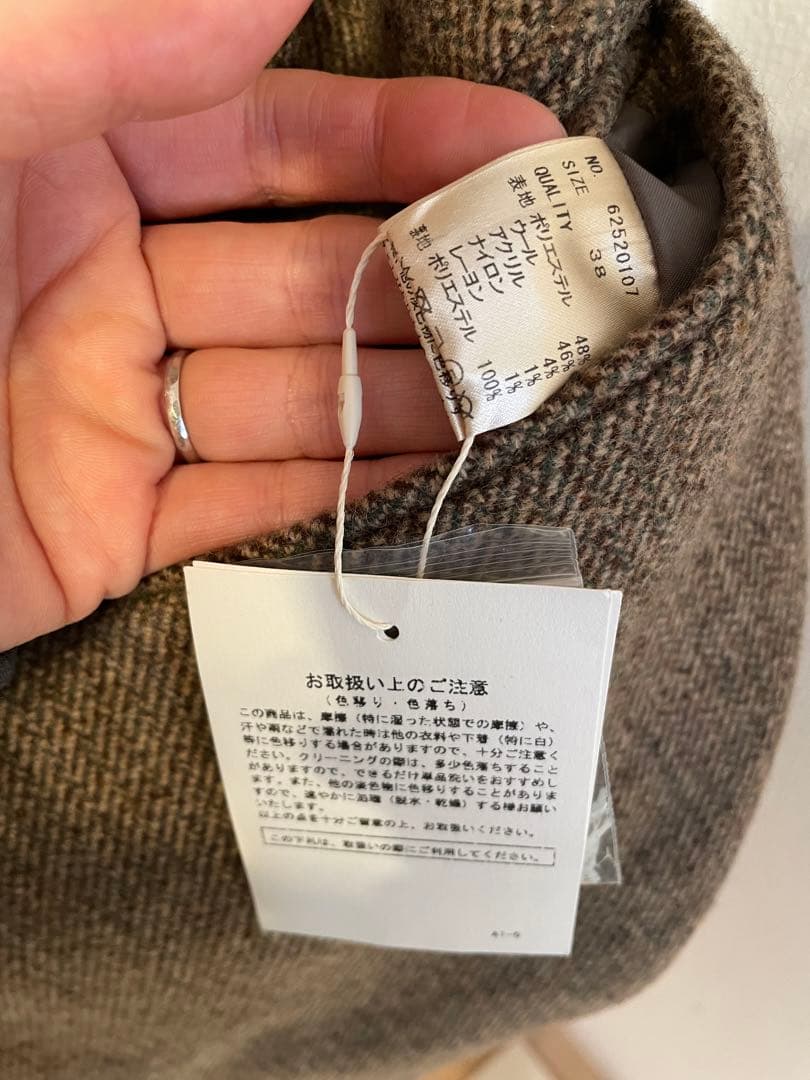 NO. 62520107
SIZE 38
QUALITY
表地 ポリエステル 48%
ウール 46%
アクリル 4%
ナイロン 1%
レーヨン 1%
裏地 ポリエステル 100%
お取扱い上のご注意
(色移り・色落ち)
この商品は、摩擦(特に湿った状態での摩擦)や、
汗や雨などで濡れた時は他の衣料や下着(特に白)
等に色移りする場合がありますので、十分ご注意く
ださい。クリーニングの際は、多少色落ちすること
がありますので、できるだけ単品洗いをおすすめし
ます。また、他の淡色物に色移りすることがありま
すので、速やかに処理(脱水・乾燥)する様お願い
いたします。
以上の点を十分ご留意の上、お取扱いください。
この下札は、取扱いの際にご利用してください。